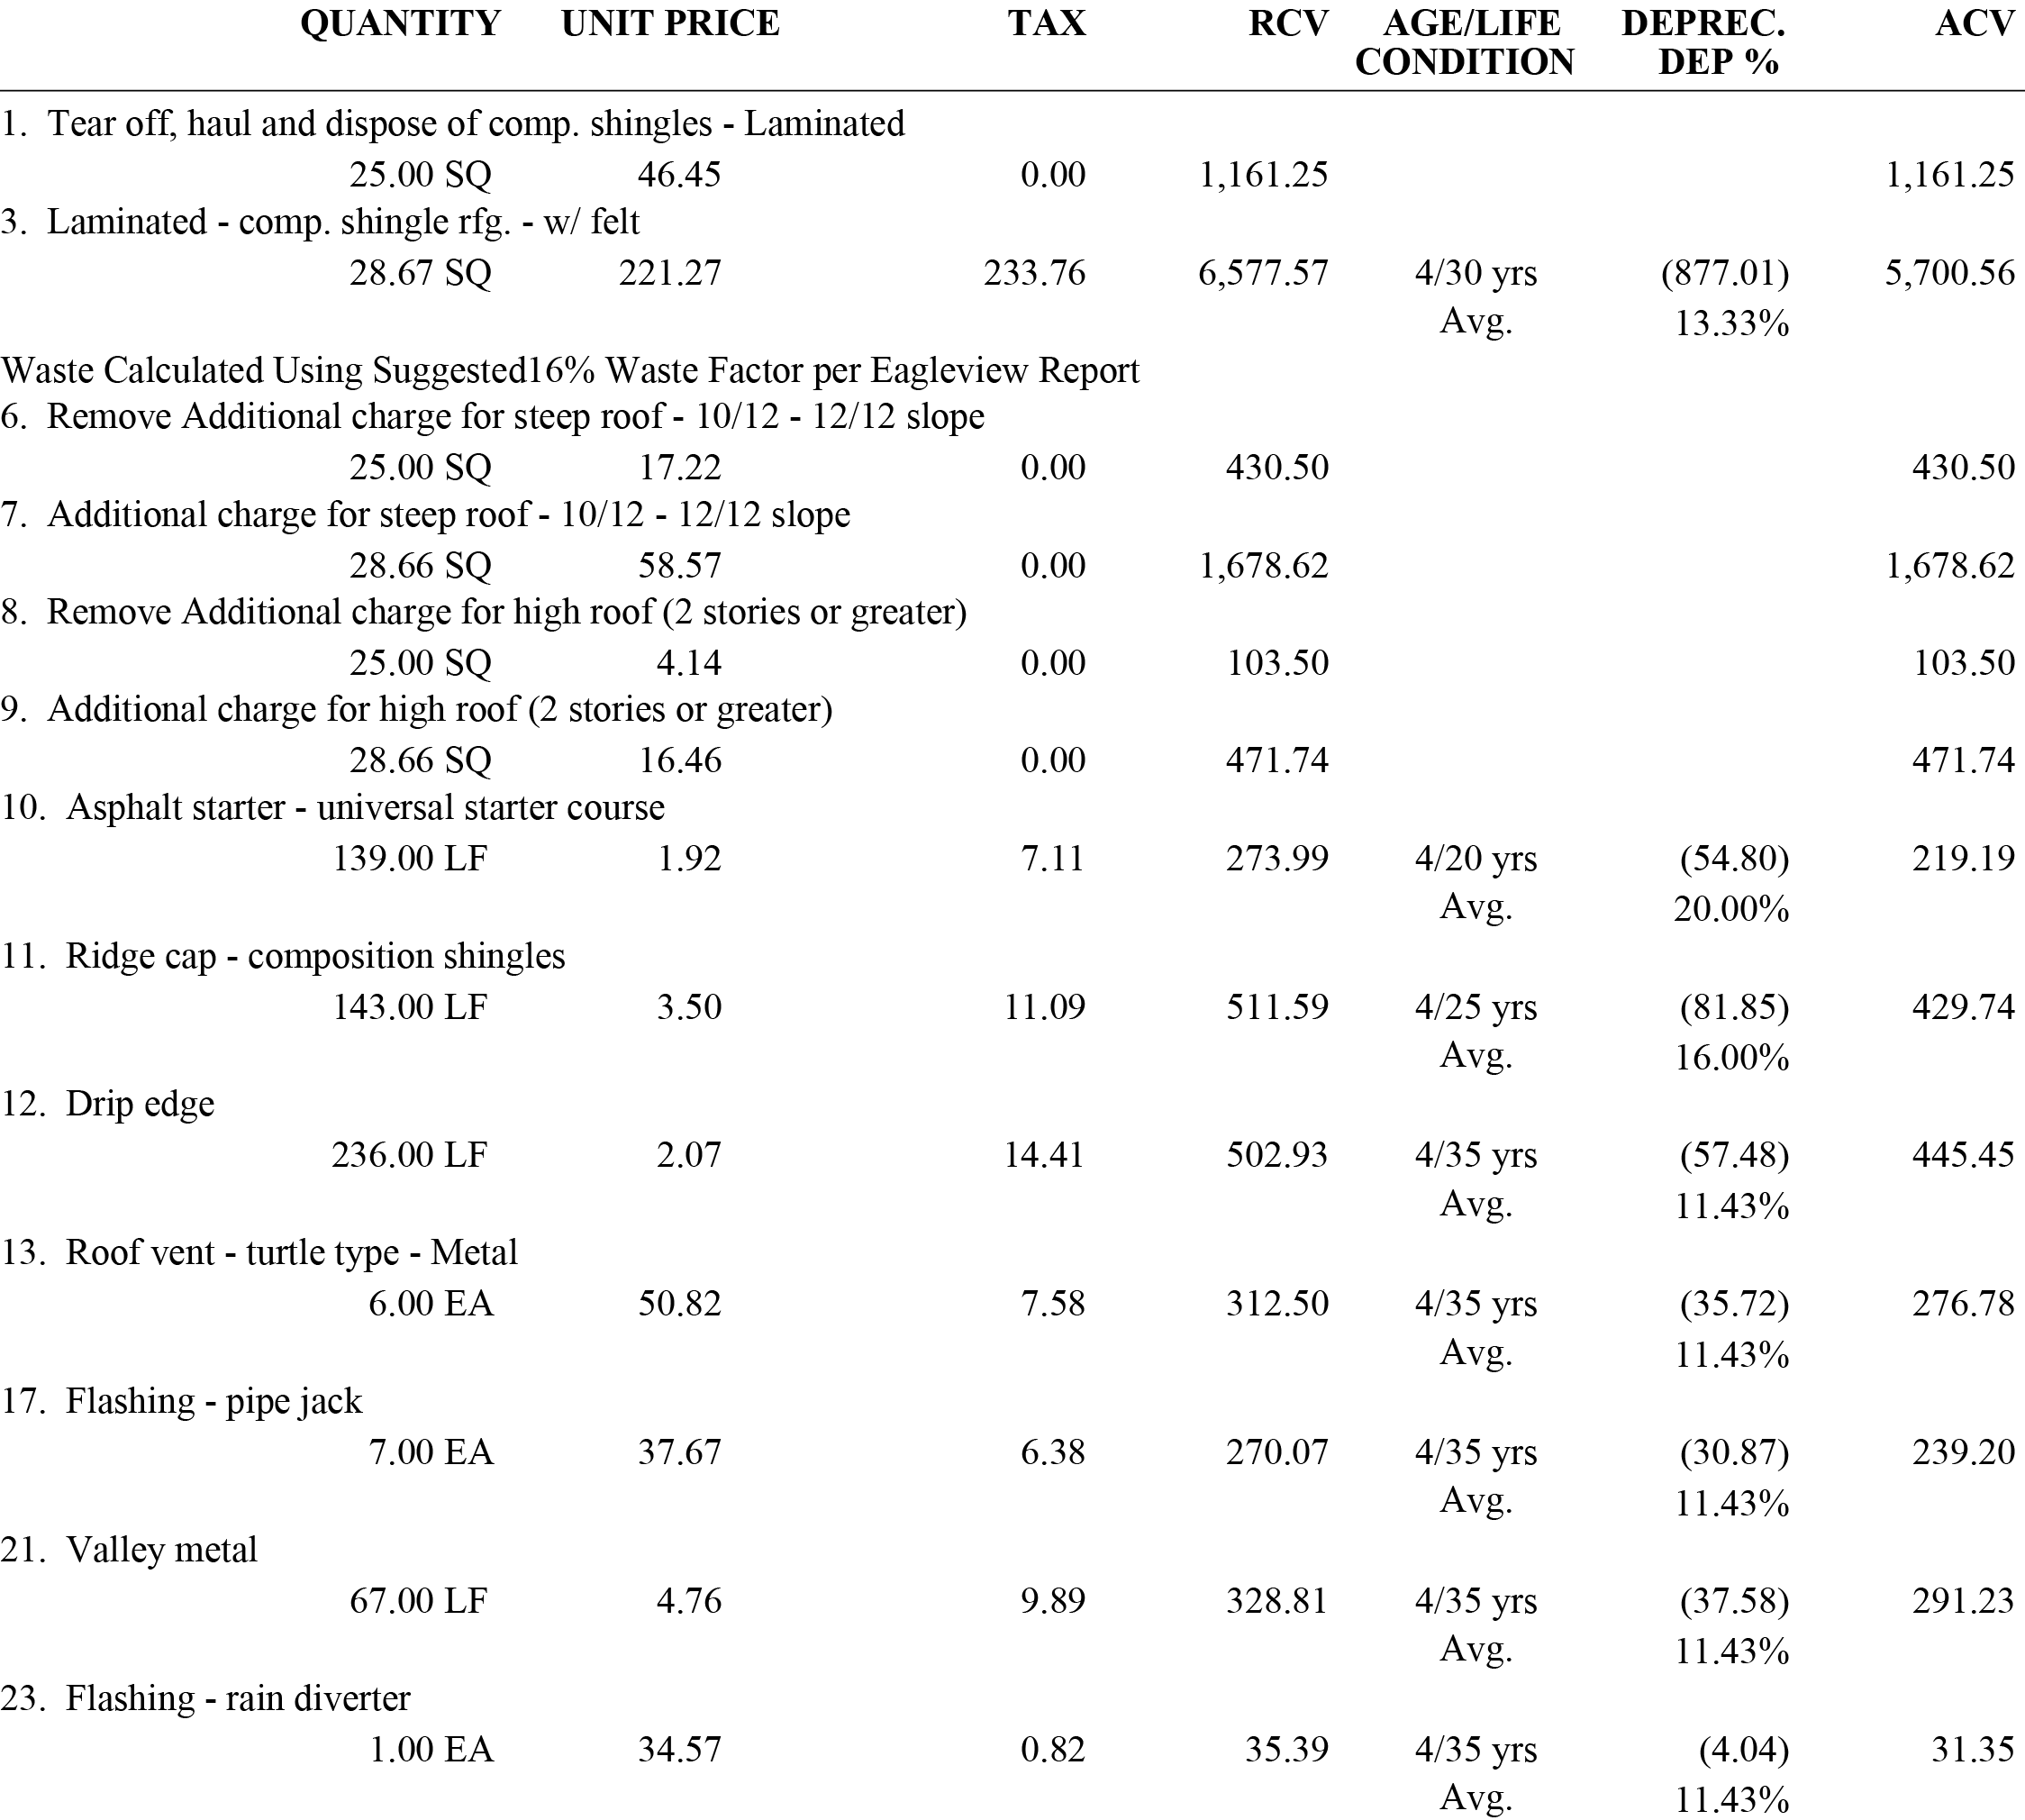 QUANTITY UNIT PRICE TAX RCV AGE/LIFE DEPREC. ACV
CONDITION DEP %
1. Tear off, haul and dispose of comp. shingles - Laminated
25.00 SQ 46.45 0.00 1,161.25 1,161.25
3. Laminated - comp. shingle rfg. - w/ felt
28.67 SQ 221.27 233.76 6,577.57 4/30 yrs (877.01) 5,700.56
Avg. 13.33%
Waste Calculated Using Suggested16% Waste Factor per Eagleview Report
6. Remove Additional charge for steep roof - 10/12 - 12/12 slope
25.00 SQ 17.22 0.00 430.50 430.50
7. Additional charge for steep roof - 10/12 - 12/12 slope
28.66 SQ 58.57 0.00 1,678.62 1,678.62
8. Remove Additional charge for high roof (2 stories or greater)
25.00 SQ 4.14 0.00 103.50 103.50
9. Additional charge for high roof (2 stories or greater)
28.66 SQ 16.46 0.00 471.74 471.74
10. Asphalt starter - universal starter course
139.00 LF 1.92 7.11 273.99 4/20 yrs (54.80) 219.19
Avg. 20.00%
11. Ridge cap - composition shingles
143.00 LF 3.50 11.09 511.59 4/25 yrs (81.85) 429.74
Avg. 16.00%
12. Drip edge
236.00 LF 2.07 14.41 502.93 4/35 yrs (57.48) 445.45
Avg. 11.43%
13. Roof vent - turtle type - Metal
6.00 EA 50.82 7.58 312.50 4/35 yrs (35.72) 276.78
Avg. 11.43%
17. Flashing - pipe jack
7.00 EA 37.67 6.38 270.07 4/35 yrs (30.87) 239.20
Avg. 11.43%
21. Valley metal
67.00 LF 4.76 9.89 328.81 4/35 yrs (37.58) 291.23
Avg. 11.43%
23. Flashing - rain diverter
1.00 EA 34.57 0.82 35.39 4/35 yrs (4.04) 31.35
Avg. 11.43%